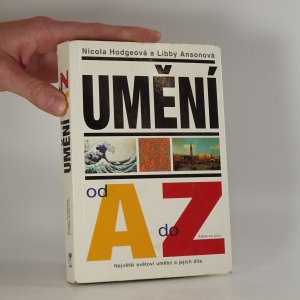 Nicola Hodgeová a Libby Ansonová
UMĚNÍ
od
A do Z
Největší světoví umělci a jejich díla
UMĚNÍ